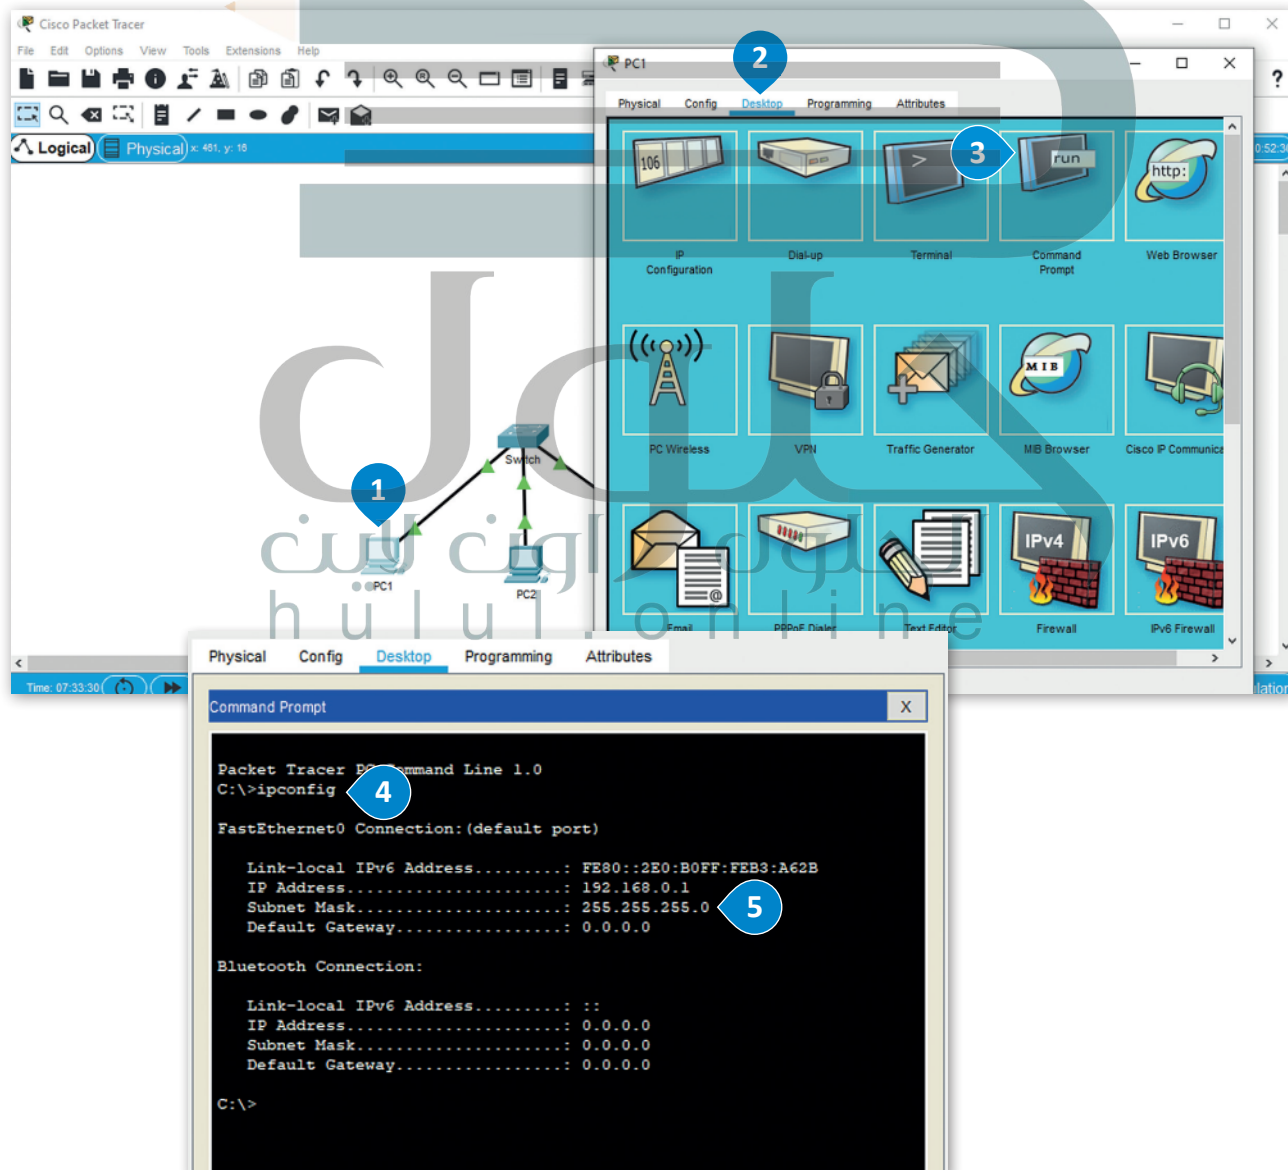 Cisco Packet Tracer
File Edit Options View Tools Extensions Help
?
Logical Physical x: 461, y: 16
PC1
2
Physical Config Desktop Programming Attributes
106
>
3
run
http:
IP Configuration
Dial-up
Terminal
Command Prompt
Web Browser
MIB
PC Wireless
VPN
Traffic Generator
MIB Browser
Cisco IP Communica
IPv4
IPv6
Email
PPPoE Dialer
Text Editor
Firewall
IPv6 Firewall
Switch
1
PC1
PC2
حلول
حلول اون لاين
hulul.online
Time: 07:33:30
Physical Config Desktop Programming Attributes
Command Prompt
X
Packet Tracer PC Command Line 1.0
C:\>ipconfig
4
FastEthernet0 Connection:(default port)
Link-local IPv6 Address.........: FE80::2E0:B0FF:FEB3:A62B
IP Address......................: 192.168.0.1
Subnet Mask.....................: 255.255.255.0
5
Default Gateway.................: 0.0.0.0
Bluetooth Connection:
Link-local IPv6 Address.........: ::
IP Address......................: 0.0.0.0
Subnet Mask.....................: 0.0.0.0
Default Gateway.................: 0.0.0.0
C:\>